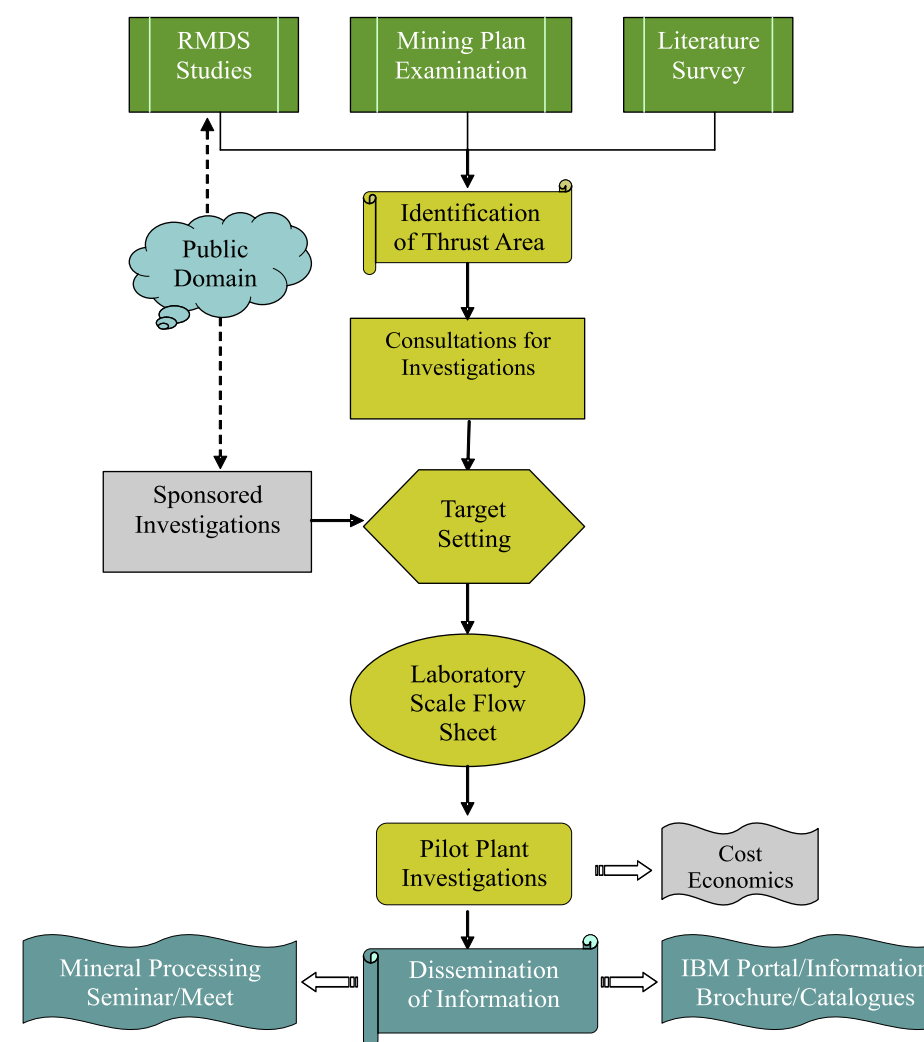 RMDS
Studies
Mining Plan
Examination
Literature
Survey
Identification
of Thrust Area
Public
Domain
Consultations for
Investigations
Sponsored
Investigations
Target
Setting
Laboratory
Scale Flow
Sheet
Pilot Plant
Investigations
Cost
Economics
Mineral Processing
Seminar/Meet
Dissemination
of Information
IBM Portal/Information
Brochure/Catalogues